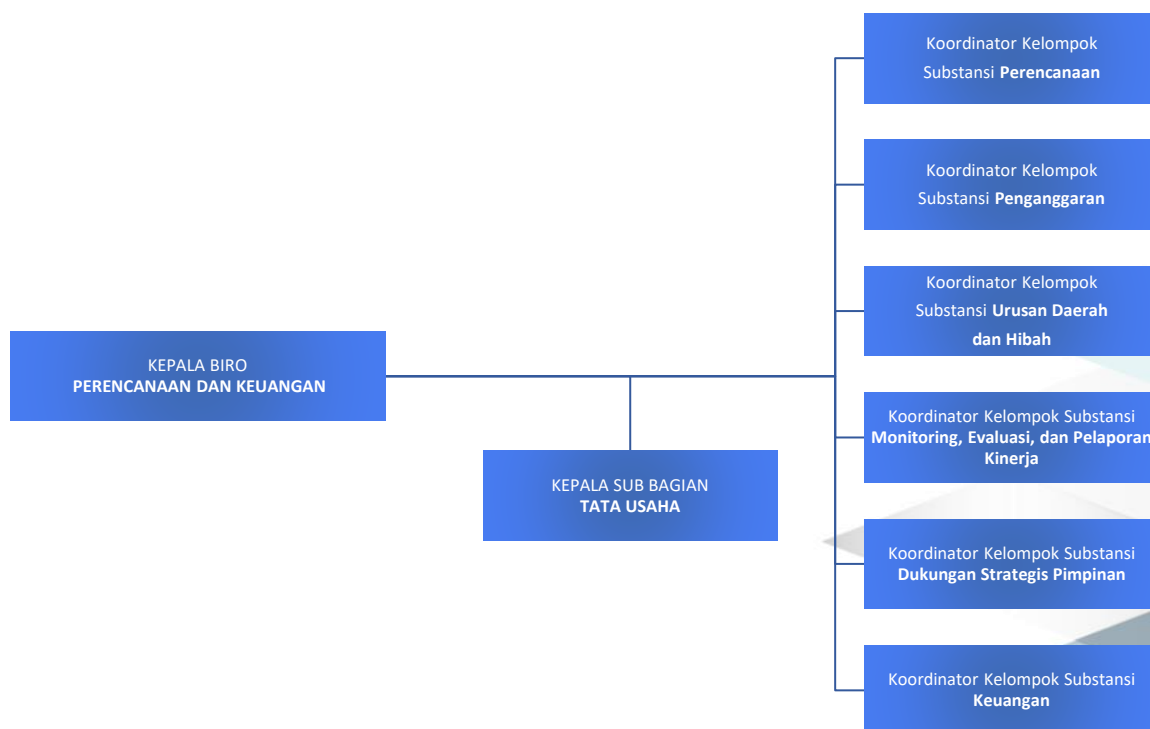 Koordinator Kelompok
Substansi Perencanaan
Koordinator Kelompok
Substansi Penganggaran
Koordinator Kelompok
Substansi Urusan Daerah
dan Hibah
KEPALA BIRO
PERENCANAAN DAN KEUANGAN
Koordinator Kelompok Substansi
Monitoring, Evaluasi, dan Pelaporan
Kinerja
KEPALA SUB BAGIAN
TATA USAHA
Koordinator Kelompok Substansi
Dukungan Strategis Pimpinan
Koordinator Kelompok Substansi
Keuangan